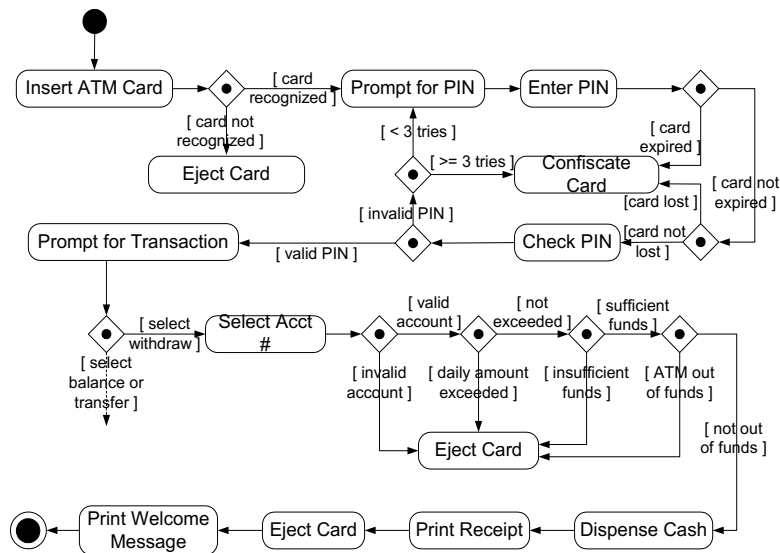 Insert ATM Card
[ card
recognized ]
Prompt for PIN
Enter PIN
[ card not
recognized ]
Eject Card
[ < 3 tries ]
[ >= 3 tries ]
[ card
expired ]
Confiscate
Card
[ card not
expired ]
[card lost ]
[ invalid PIN ]
Prompt for Transaction
[ valid PIN ]
Check PIN
[card not
lost ]
[ select
withdraw ]
Select Acct
#
[ valid
account ]
[ not
exceeded ]
[ sufficient
funds ]
[ select
balance or
transfer ]
[ invalid
account ]
[ daily amount
exceeded ]
[ insufficient
funds ]
[ ATM out
of funds ]
Eject Card
[ not out
of funds ]
Print Welcome
Message
Eject Card
Print Receipt
Dispense Cash